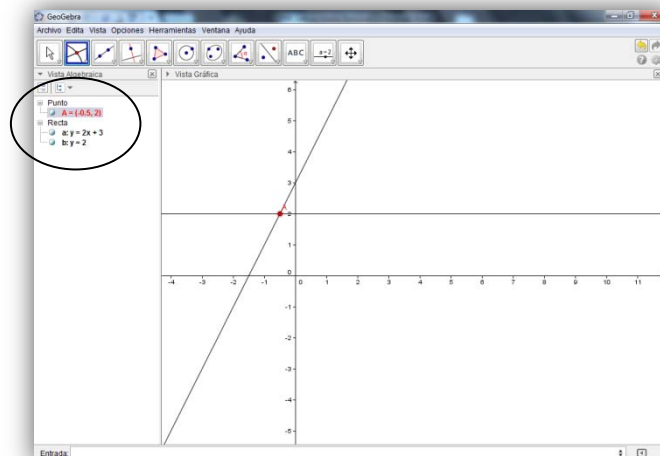 GeoGebra
Archivo Edita Vista Opciones Herramientas Ventana Ayuda
ABC
a=2
Vista Algebraica
Vista Gráfica
Punto
A = (-0.5, 2)
Recta
a: y = 2x + 3
b: y = 2
A
6
5
4
3
2
1
0
-4 -3 -2 -1 0 1 2 3 4 5 6 7 8 9 10 11
-1
-2
-3
-4
-5
Entrada: